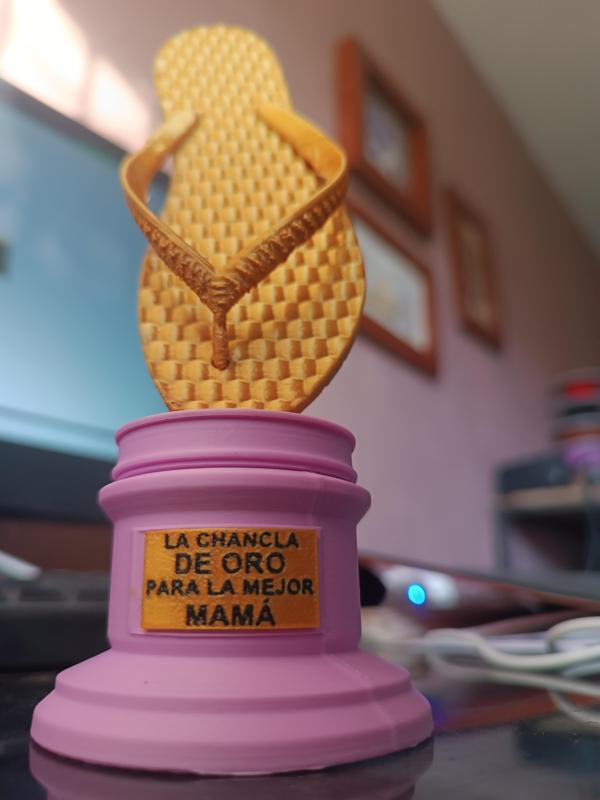 LA CHANCLA
DE ORO
PARA LA MEJOR
MAMÁ